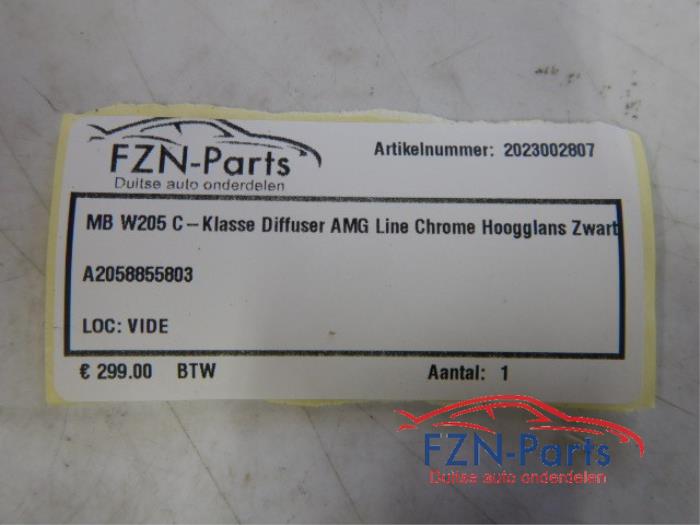 FZN-Parts
Duitse auto onderdelen
Artikelnummer: 2023002807
MB W205 C-Klasse Diffuser AMG Line Chrome Hoogglans Zwart
A2058855803
LOC: VIDE
€ 299.00 BTW
Aantal: 1
FZN-Parts
Duitse auto onderdelen